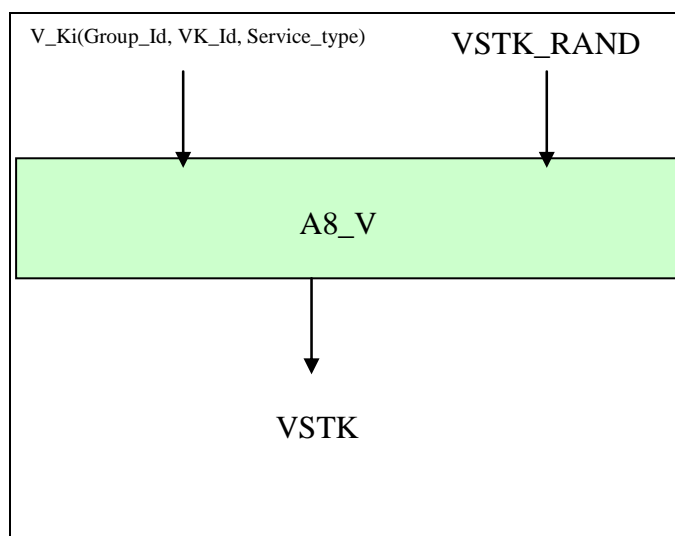 V_Ki(Group_Id, VK_Id, Service_type)
VSTK_RAND
A8_V
VSTK